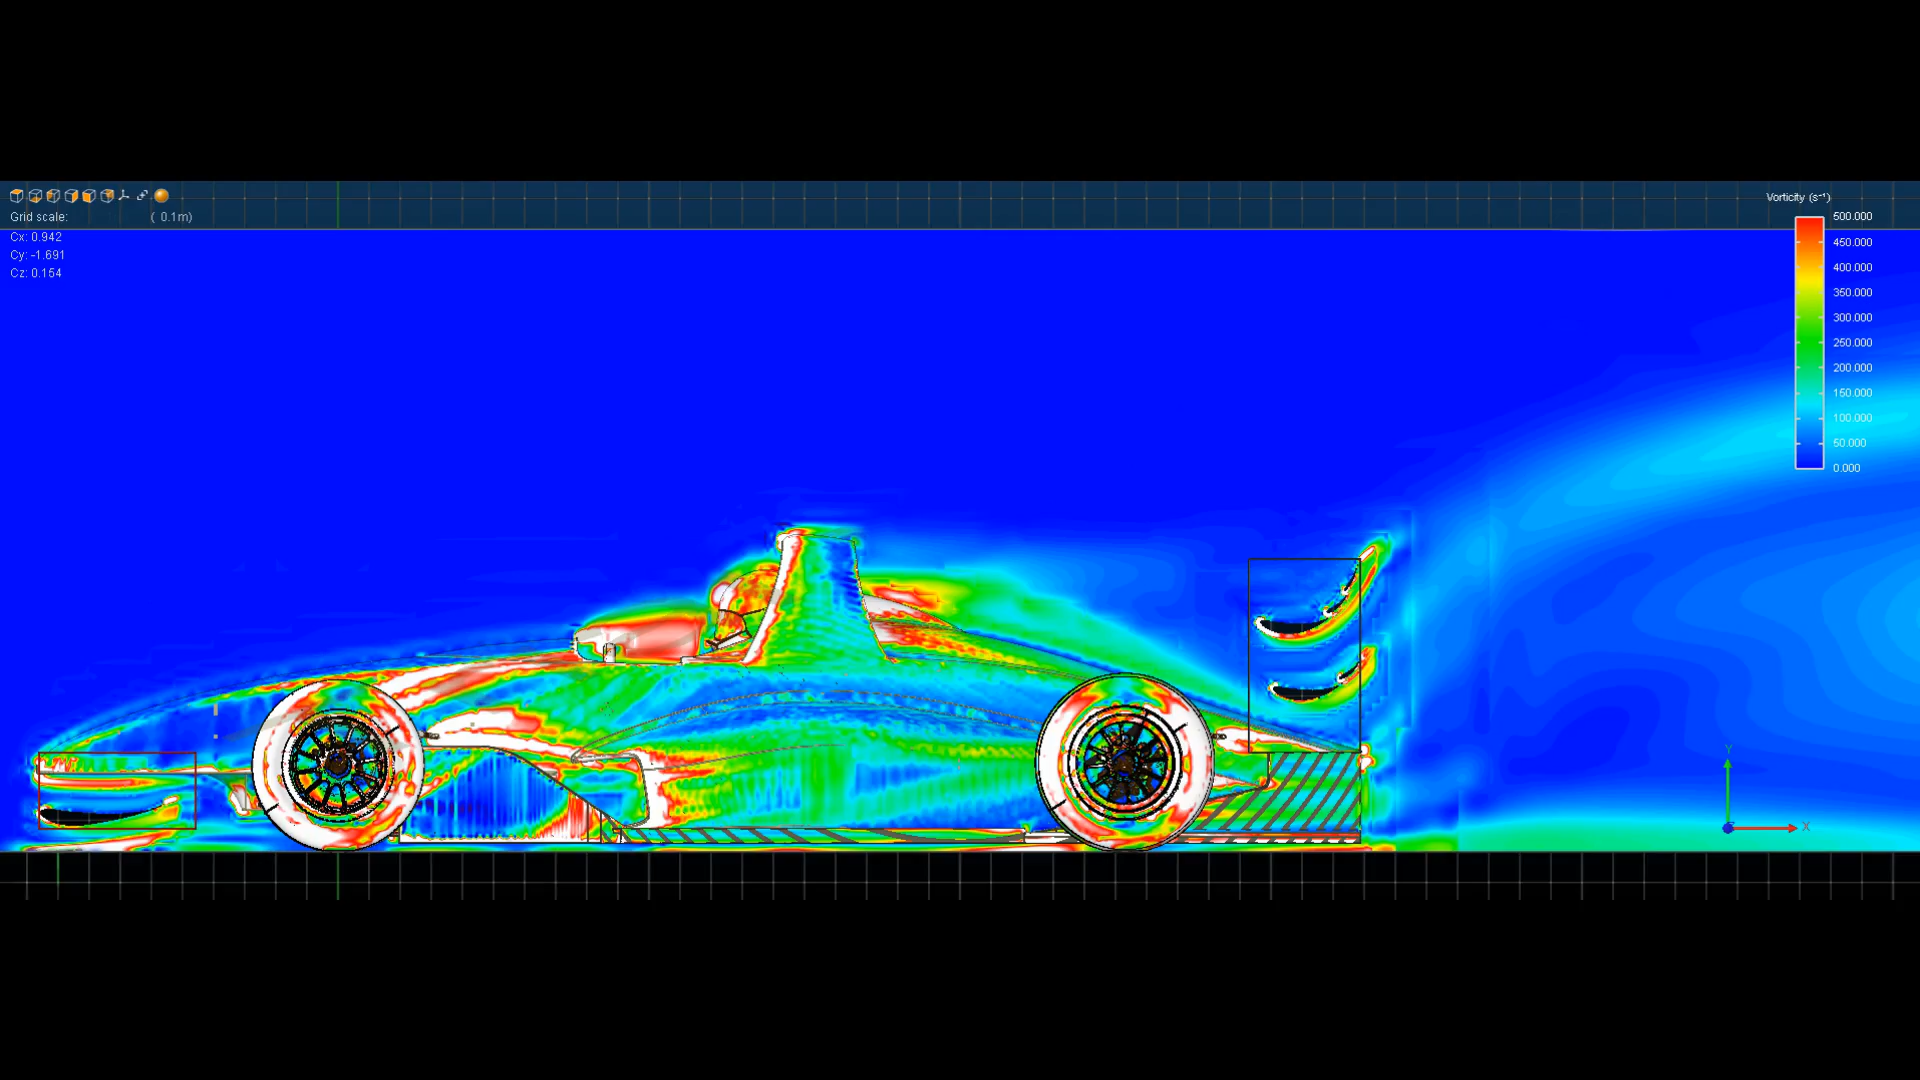 Grid scale: ( 0.1m)
Cx: 0.942
Cy: -1.691
Cz: 0.154
Vorticity (s⁻¹)
500.000
450.000
400.000
350.000
300.000
250.000
200.000
150.000
100.000
50.000
0.000
Y
X